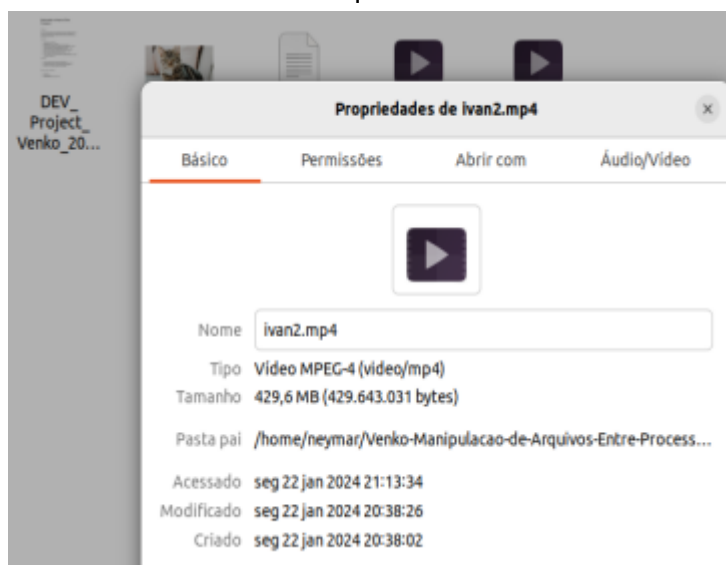 DEV_
Project_
Venko_20...
Propriedades de ivan2.mp4
Básico Permissões Abrir com Áudio/Vídeo
Nome ivan2.mp4
Tipo Vídeo MPEG-4 (video/mp4)
Tamanho 429,6 MB (429.643.031 bytes)
Pasta pai /home/neymar/Venko-Manipulacao-de-Arquivos-Entre-Process...
Acessado seg 22 jan 2024 21:13:34
Modificado seg 22 jan 2024 20:38:26
Criado seg 22 jan 2024 20:38:02